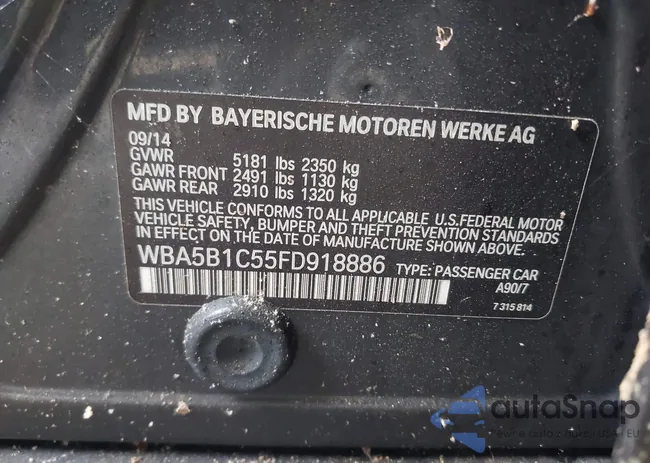 MFD BY BAYERISCHE MOTOREN WERKE AG
09/14
GVWR 5181 lbs 2350 kg
GAWR FRONT 2491 lbs 1130 kg
GAWR REAR 2910 lbs 1320 kg
THIS VEHICLE CONFORMS TO ALL APPLICABLE U.S.FEDERAL MOTOR
VEHICLE SAFETY, BUMPER AND THEFT PREVENTION STANDARDS
IN EFFECT ON THE DATE OF MANUFACTURE SHOWN ABOVE.
WBA5B1C55FD918886 TYPE: PASSENGER CAR
A90/7
7 315 814
autaSnap
USA | EU